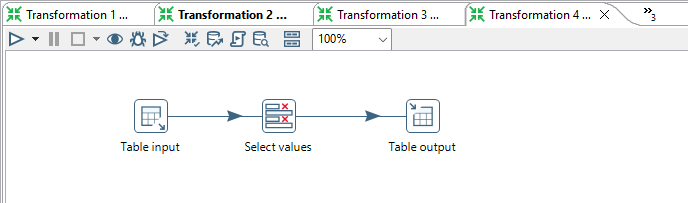 Transformation 1 ... Transformation 2 ... Transformation 3 ... Transformation 4 ... »3
100%
Table input Select values Table output